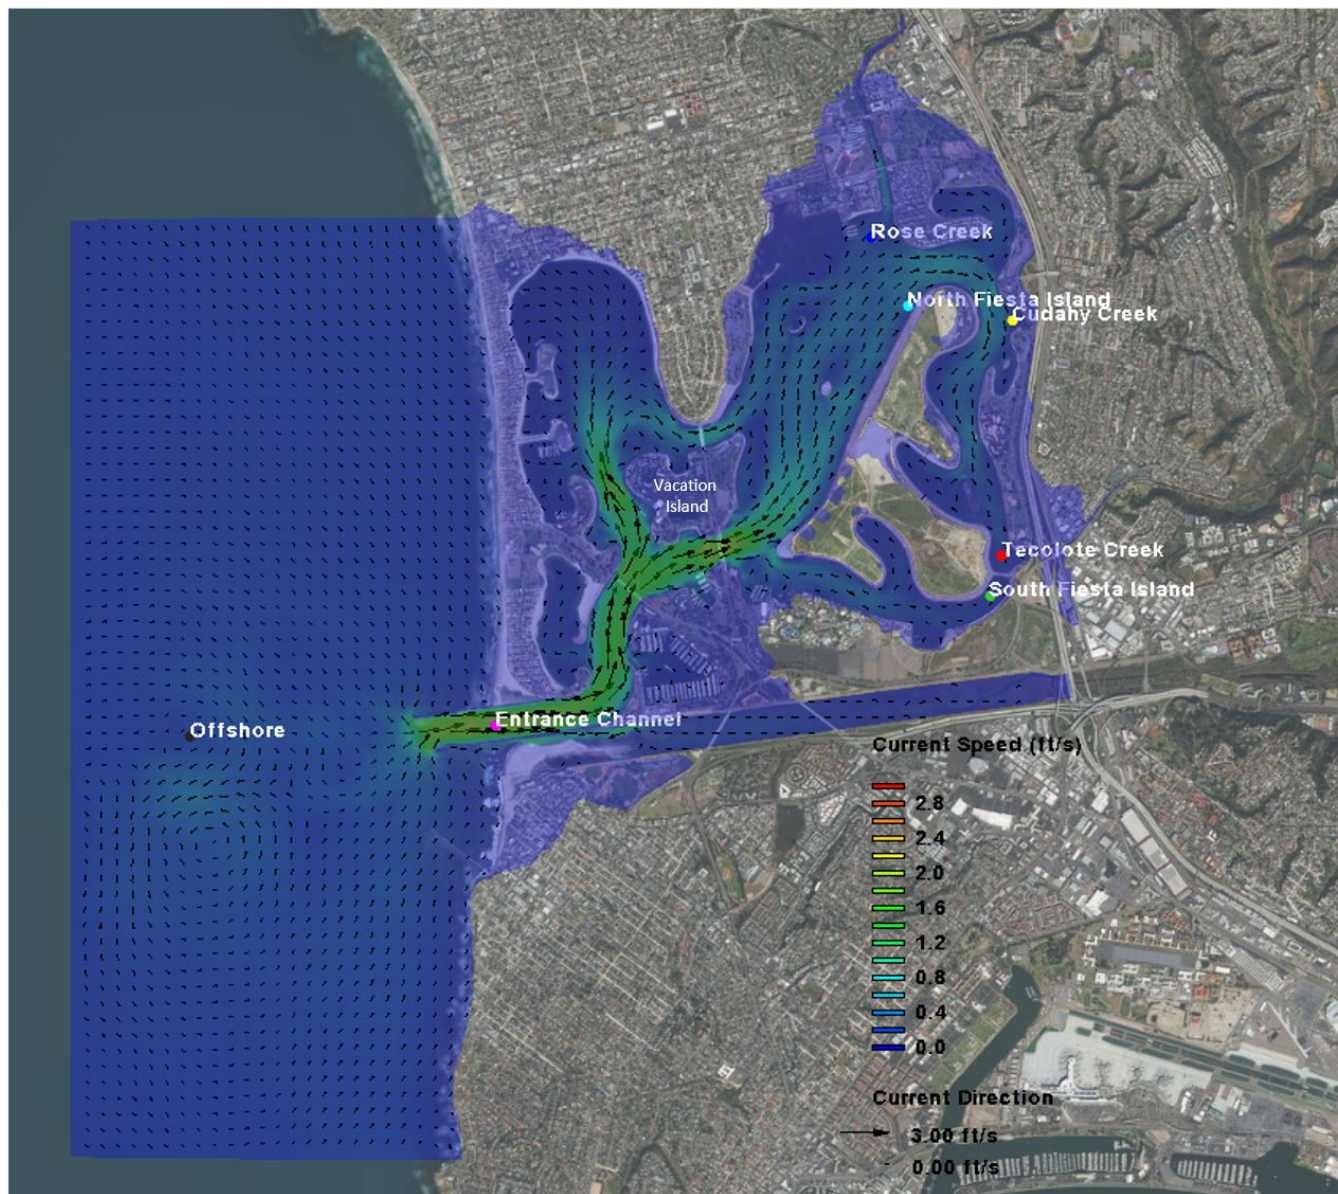 Rose Creek
North Fiesta Island
Cudahy Creek
Vacation
Island
Tecolote Creek
South Fiesta Island
Entrance Channel
Offshore
Current Speed (ft/s)
2.8
2.4
2.0
1.6
1.2
0.8
0.4
0.0
Current Direction
3.00 ft/s
0.00 ft/s